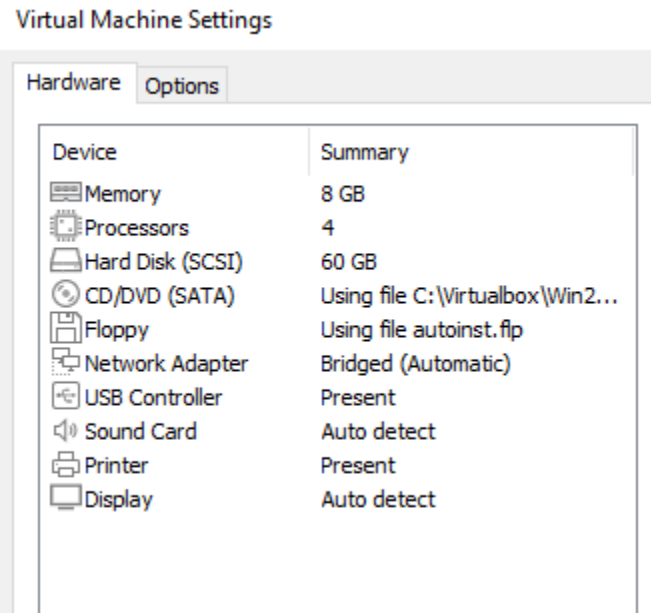 Virtual Machine Settings
Hardware Options
Device Summary
Memory 8 GB
Processors 4
Hard Disk (SCSI) 60 GB
CD/DVD (SATA) Using file C:\Virtualbox\Win2...
Floppy Using file autoinst.flp
Network Adapter Bridged (Automatic)
USB Controller Present
Sound Card Auto detect
Printer Present
Display Auto detect